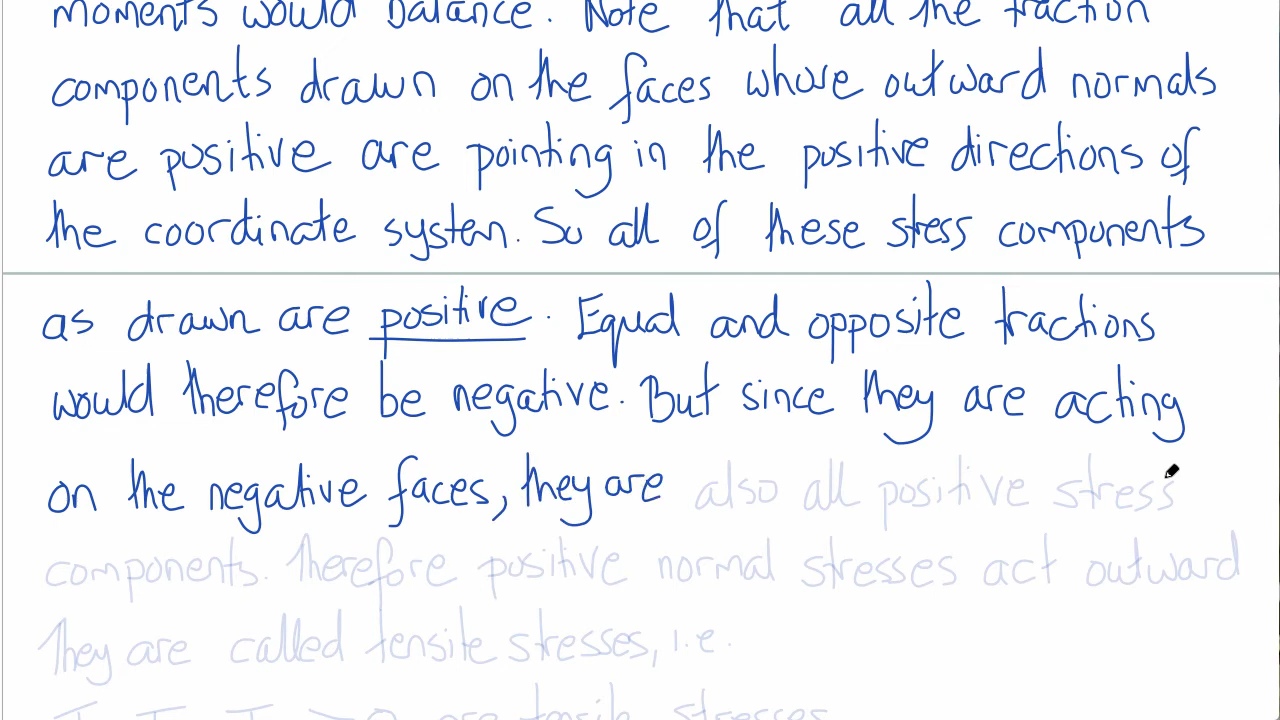 moments would balance. Note that all the traction
components drawn on the faces whose outward normals
are positive are pointing in the positive directions of
the coordinate system. So all of these stress components
as drawn are positive. Equal and opposite tractions
would therefore be negative. But since they are acting
on the negative faces, they are also all positive stress
components. Therefore positive normal stresses act outward
They are called tensile stresses, i.e.
are tensile stresses